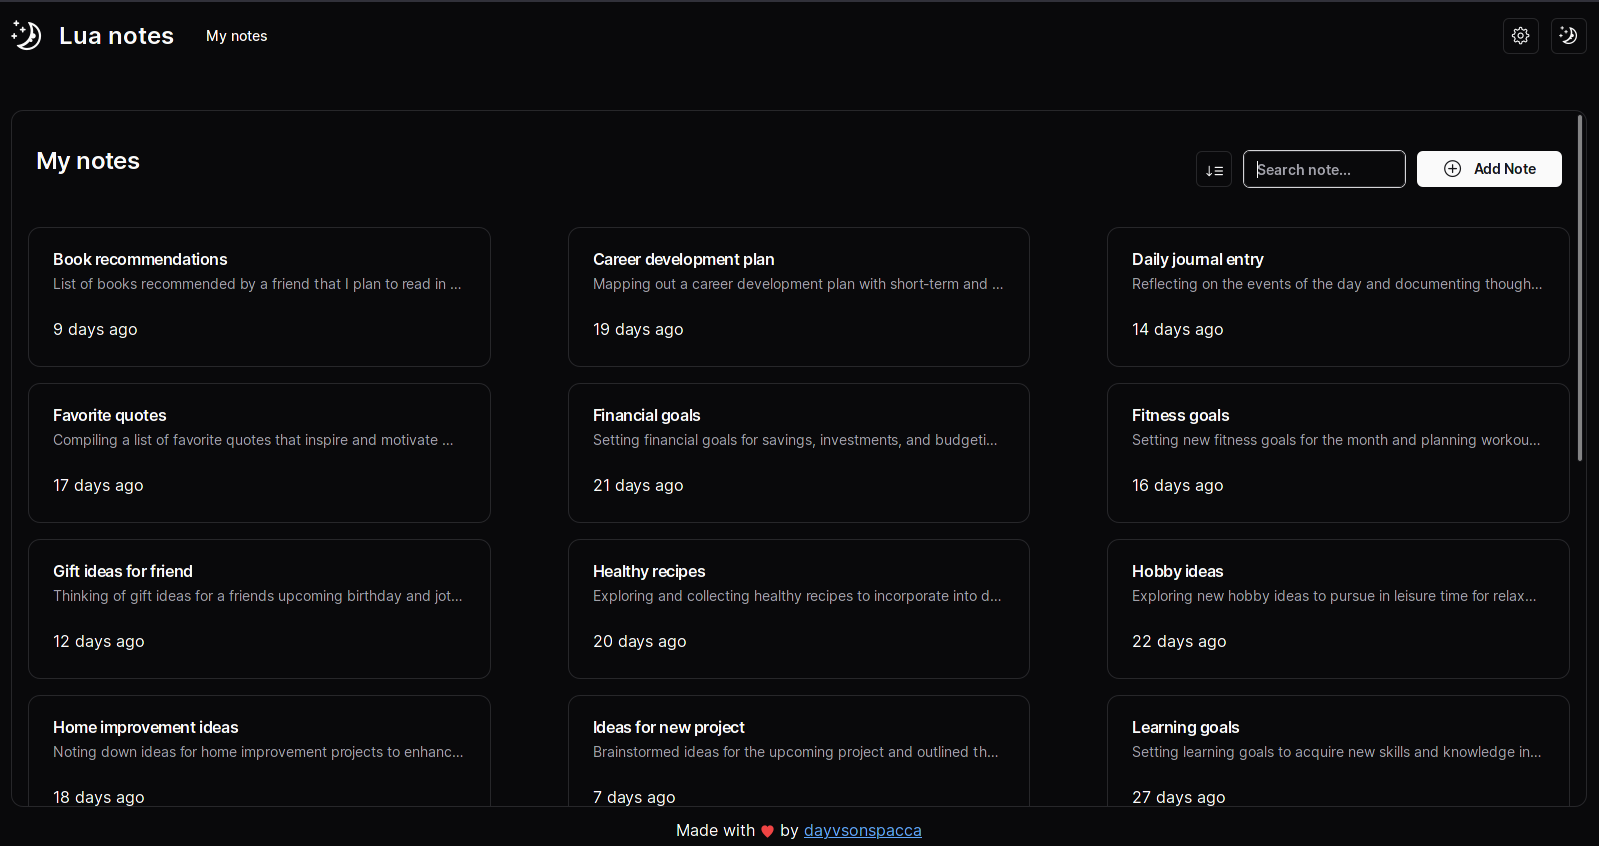 Lua notes
My notes
My notes
Search note...
Add Note
Book recommendations
List of books recommended by a friend that I plan to read in ...
9 days ago
Career development plan
Mapping out a career development plan with short-term and ...
19 days ago
Daily journal entry
Reflecting on the events of the day and documenting though...
14 days ago
Favorite quotes
Compiling a list of favorite quotes that inspire and motivate ...
17 days ago
Financial goals
Setting financial goals for savings, investments, and budgeti...
21 days ago
Fitness goals
Setting new fitness goals for the month and planning workou...
16 days ago
Gift ideas for friend
Thinking of gift ideas for a friends upcoming birthday and jot...
12 days ago
Healthy recipes
Exploring and collecting healthy recipes to incorporate into d...
20 days ago
Hobby ideas
Exploring new hobby ideas to pursue in leisure time for relax...
22 days ago
Home improvement ideas
Noting down ideas for home improvement projects to enhanc...
18 days ago
Ideas for new project
Brainstormed ideas for the upcoming project and outlined th...
7 days ago
Learning goals
Setting learning goals to acquire new skills and knowledge in...
27 days ago
Made with ❤ by dayvsonspacca